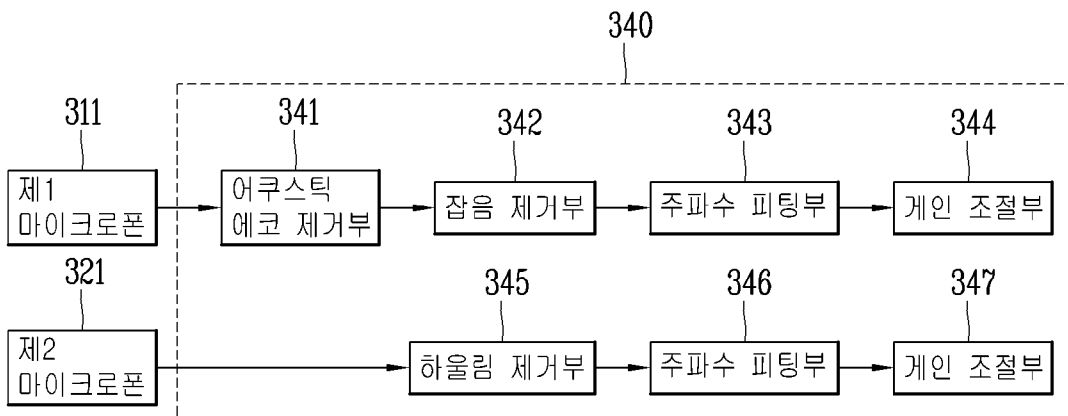 340
311
341
342
343
344
제1
마이크로폰
어쿠스틱
에코 제거부
잡음 제거부
주파수 피팅부
게인 조절부
321
345
346
347
제2
마이크로폰
하울림 제거부
주파수 피팅부
게인 조절부